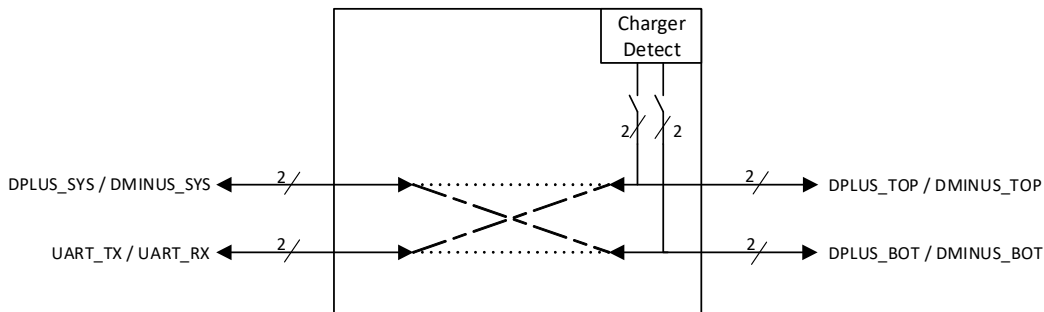 Charger
Detect
2 2
DPLUS_SYS / DMINUS_SYS 2 2 DPLUS_TOP / DMINUS_TOP
UART_TX / UART_RX 2 2 DPLUS_BOT / DMINUS_BOT